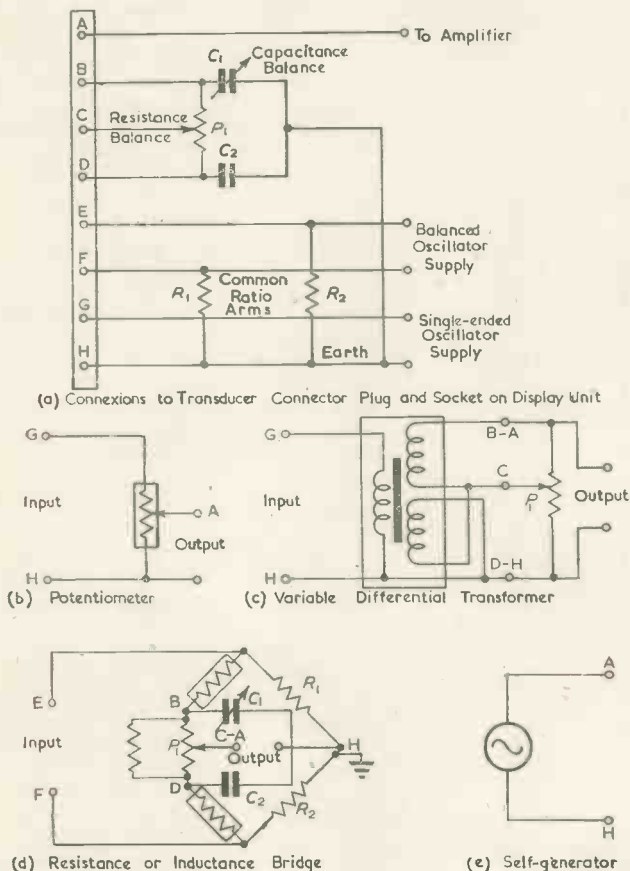 A
To Amplifier
B
C1
Capacitance
Balance
C
Resistance
Balance
P1
D
C2
E
Balanced
Oscillator
Supply
F
R1
Common
Ratio
Arms
R2
G
Single-ended
Oscillator
Supply
H
Earth
(a) Connexions to Transducer Connector Plug and Socket on Display Unit
G
Input
A
Output
H
(b) Potentiometer
G
B-A
C
Input
P1
Output
H
D-H
(c) Variable Differential Transformer
E
B
C1
R1
Input
C-A
P1
Output
H
F
D
C2
R2
(d) Resistance or Inductance Bridge
A
H
(e) Self-generator